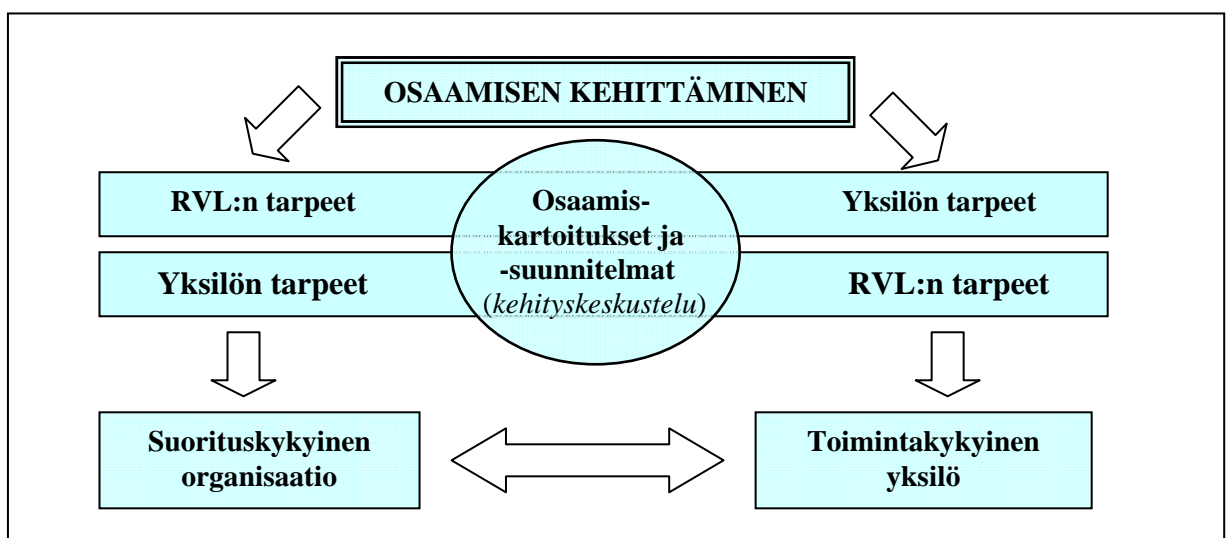 OSAAMISEN KEHITTÄMINEN
RVL:n tarpeet
Yksilön tarpeet
Osaamis-
kartoitukset ja
-suunnitelmat
(kehityskeskustelu)
Yksilön tarpeet
RVL:n tarpeet
Suorituskykyinen
organisaatio
Toimintakykyinen
yksilö